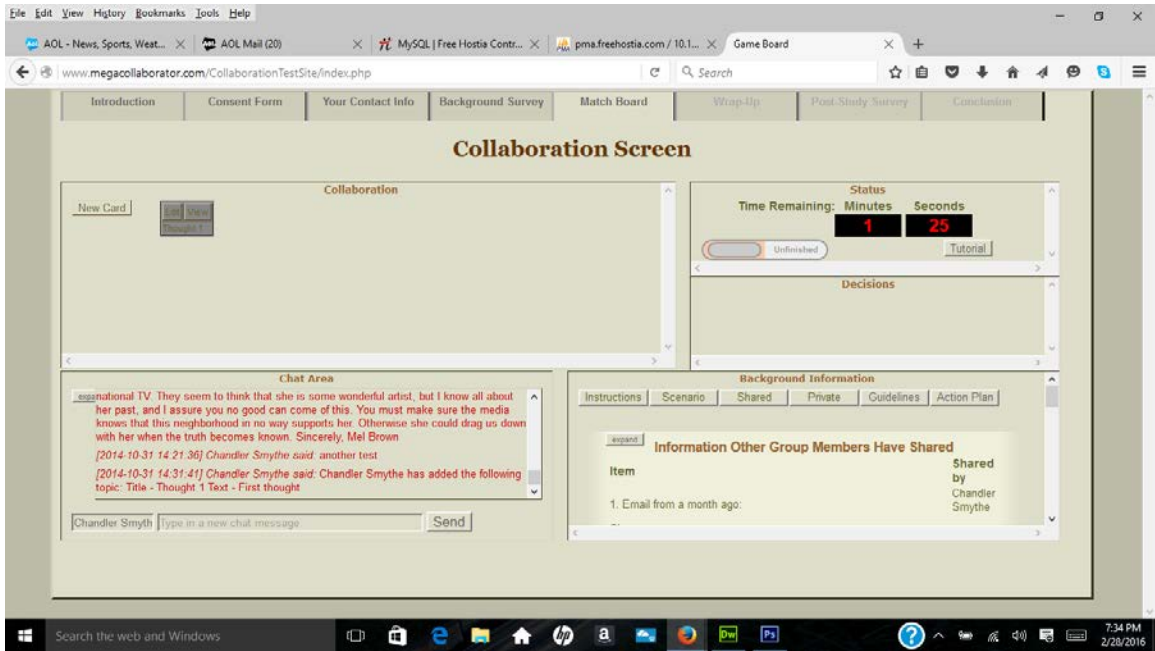 File Edit View History Bookmarks Tools Help
AOL - News, Sports, Weat... AOL Mail (20) MySQL | Free Hostia Contr... pma.freehostia.com / 10.1... Game Board
www.megacollaborator.com/CollaborationTestSite/index.php Search
Introduction Consent Form Your Contact Info Background Survey Match Board Wrap-Up Post-Study Survey Conclusion
Collaboration Screen
Collaboration
New Card
Edit View
Thought 1
Status
Time Remaining: Minutes Seconds
1 25
Unfinished Tutorial
Decisions
Chat Area
expa national TV. They seem to think that she is some wonderful artist, but I know all about
her past, and I assure you no good can come of this. You must make sure the media
knows that this neighborhood in no way supports her. Otherwise she could drag us down
with her when the truth becomes known. Sincerely, Mel Brown
[2014-10-31 14:21:36] Chandler Smythe said: another test
[2014-10-31 14:31:41] Chandler Smythe said: Chandler Smythe has added the following
topic: Title - Thought 1 Text - First thought
Chandler Smyth Type in a new chat message Send
Background Information
Instructions Scenario Shared Private Guidelines Action Plan
expand Information Other Group Members Have Shared
Item Shared
by
1. Email from a month ago: Chandler
Smythe
Search the web and Windows
hp a Dw Ps
7:34 PM
2/28/2016